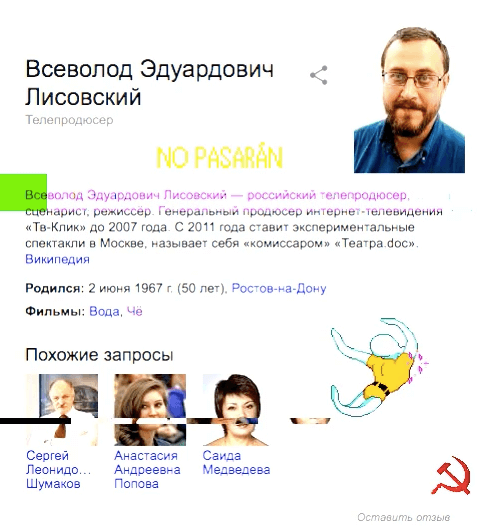 Всеволод Эдуардович
Лисовский
Телепродюсер
NO PASARÁN
Всеволод Эдуардович Лисовский — российский телепродюсер,
сценарист, режиссёр. Генеральный продюсер интернет-телевидения
«Тв-Клик» до 2007 года. С 2011 года ставит экспериментальные
спектакли в Москве, называет себя «комиссаром» «Театра.doc».
Википедия
Родился: 2 июня 1967 г. (50 лет), Ростов-на-Дону
Фильмы: Вода, Чё
Похожие запросы
Сергей Анастасия Саида
Леонидо... Андреевна Медведева
Шумаков Попова
Оставить отзыв